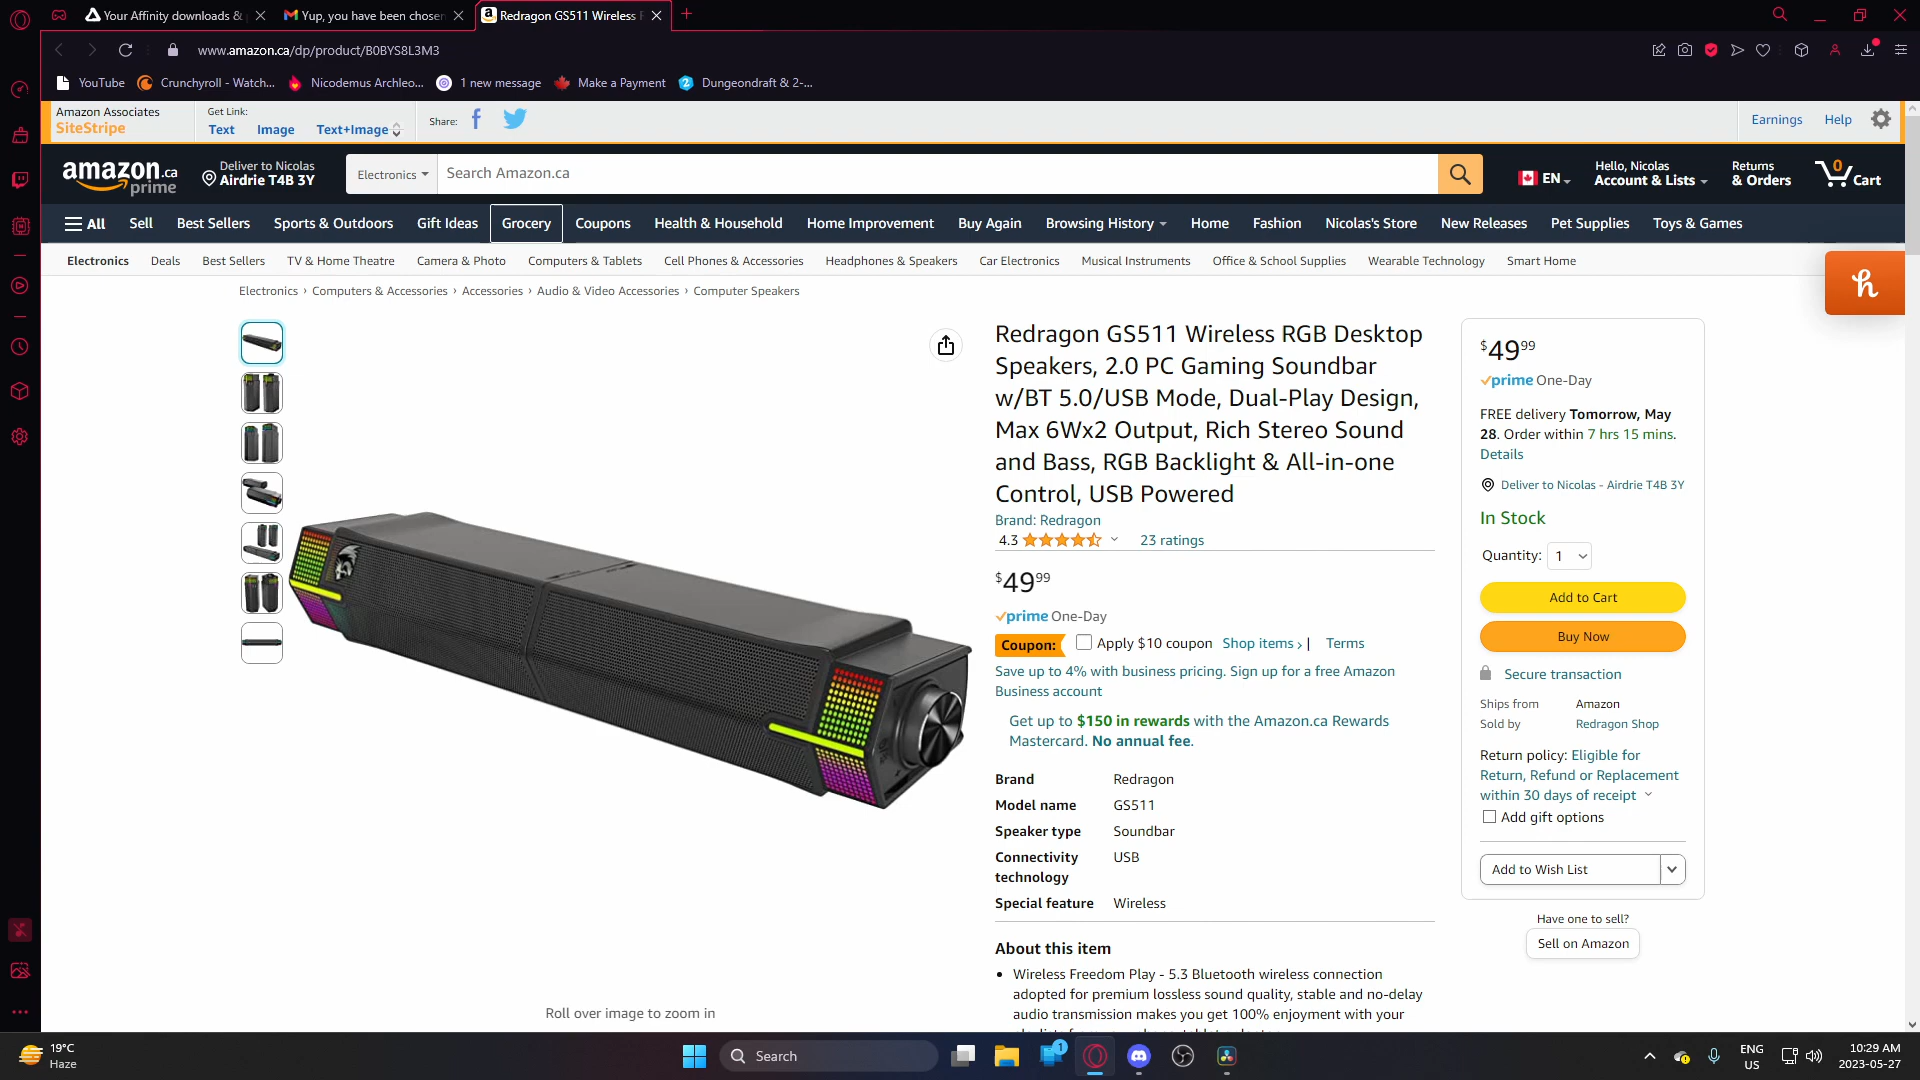 Your Affinity downloads &
Yup, you have been chosen
Redragon GS511 Wireless
www.amazon.ca/dp/product/B0BYS8L3M3
YouTube
Crunchyroll - Watch...
Nicodemus Archleo...
1 new message
Make a Payment
Dungeondraft & 2-...
Amazon Associates
SiteStripe
Get Link:
Text
Image
Text+Image
Share:
Earnings
Help
amazon.ca
prime
Deliver to Nicolas
Airdrie T4B 3Y
Electronics
Search Amazon.ca
EN
Hello, Nicolas
Account & Lists
Returns
& Orders
0
Cart
All
Sell
Best Sellers
Sports & Outdoors
Gift Ideas
Grocery
Coupons
Health & Household
Home Improvement
Buy Again
Browsing History
Home
Fashion
Nicolas's Store
New Releases
Pet Supplies
Toys & Games
Electronics
Deals
Best Sellers
TV & Home Theatre
Camera & Photo
Computers & Tablets
Cell Phones & Accessories
Headphones & Speakers
Car Electronics
Musical Instruments
Office & School Supplies
Wearable Technology
Smart Home
Electronics › Computers & Accessories › Accessories › Audio & Video Accessories › Computer Speakers
Redragon GS511 Wireless RGB Desktop
Speakers, 2.0 PC Gaming Soundbar
w/BT 5.0/USB Mode, Dual-Play Design,
Max 6Wx2 Output, Rich Stereo Sound
and Bass, RGB Backlight & All-in-one
Control, USB Powered
Brand: Redragon
4.3
23 ratings
$49 99
prime One-Day
Coupon:
Apply $10 coupon Shop items › | Terms
Save up to 4% with business pricing. Sign up for a free Amazon
Business account
Get up to $150 in rewards with the Amazon.ca Rewards
Mastercard. No annual fee.
Brand Redragon
Model name GS511
Speaker type Soundbar
Connectivity USB
technology
Special feature Wireless
About this item
• Wireless Freedom Play - 5.3 Bluetooth wireless connection
adopted for premium lossless sound quality, stable and no-delay
audio transmission makes you get 100% enjoyment with your
Roll over image to zoom in
$49 99
prime One-Day
FREE delivery Tomorrow, May
28. Order within 7 hrs 15 mins.
Details
Deliver to Nicolas - Airdrie T4B 3Y
In Stock
Quantity: 1
Add to Cart
Buy Now
Secure transaction
Ships from Amazon
Sold by Redragon Shop
Return policy: Eligible for
Return, Refund or Replacement
within 30 days of receipt
Add gift options
Add to Wish List
Have one to sell?
Sell on Amazon
19°C
Haze
Search
1
ENG
US
10:29 AM
2023-05-27